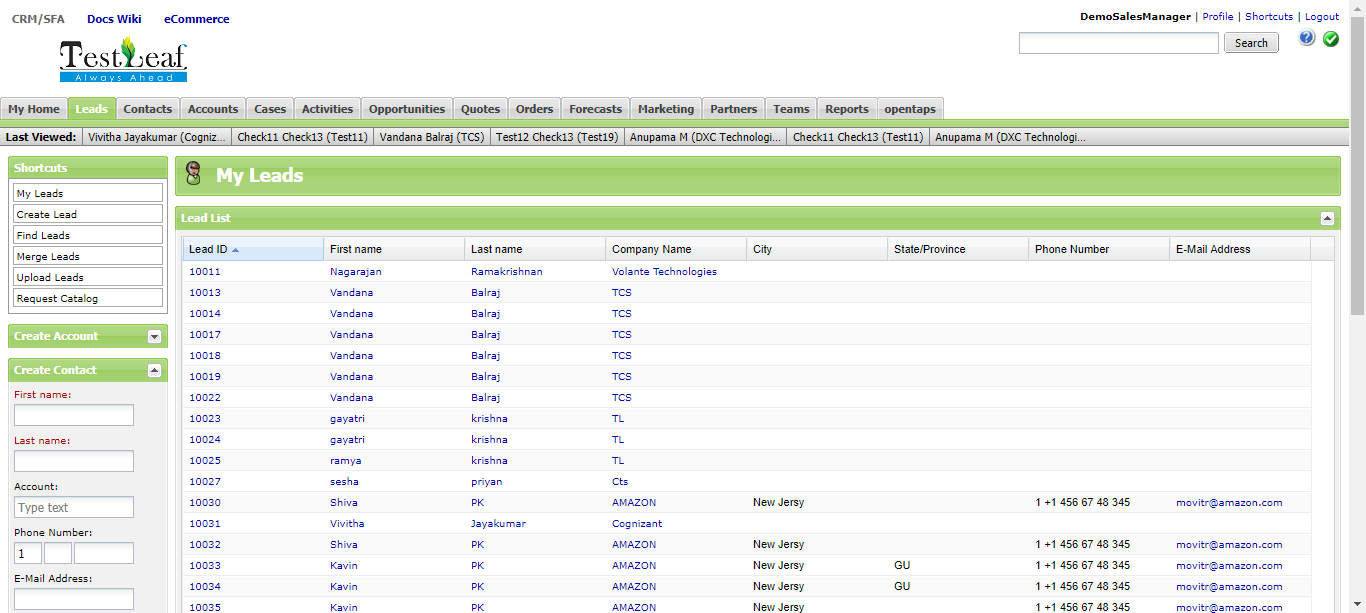 CRM/SFA Docs Wiki eCommerce
DemoSalesManager | Profile | Shortcuts | Logout
TestLeaf
Always Ahead
Search
My Home Leads Contacts Accounts Cases Activities Opportunities Quotes Orders Forecasts Marketing Partners Teams Reports opentaps
Last Viewed: Vivitha Jayakumar (Cogniz... Check11 Check13 (Test11) Vandana Balraj (TCS) Test12 Check13 (Test19) Anupama M (DXC Technologi... Check11 Check13 (Test11) Anupama M (DXC Technologi...
Shortcuts
My Leads
Create Lead
Find Leads
Merge Leads
Upload Leads
Request Catalog
Create Account
Create Contact
First name:
Last name:
Account:
Type text
Phone Number:
1
E-Mail Address:
My Leads
Lead List
Lead ID First name Last name Company Name City State/Province Phone Number E-Mail Address
10011 Nagarajan Ramakrishnan Volante Technologies
10013 Vandana Balraj TCS
10014 Vandana Balraj TCS
10017 Vandana Balraj TCS
10018 Vandana Balraj TCS
10019 Vandana Balraj TCS
10022 Vandana Balraj TCS
10023 gayatri krishna TL
10024 gayatri krishna TL
10025 ramya krishna TL
10027 sesha priyan Cts
10030 Shiva PK AMAZON New Jersy 1 +1 456 67 48 345 movitr@amazon.com
10031 Vivitha Jayakumar Cognizant
10032 Shiva PK AMAZON New Jersy 1 +1 456 67 48 345 movitr@amazon.com
10033 Kavin PK AMAZON New Jersy GU 1 +1 456 67 48 345 movitr@amazon.com
10034 Kavin PK AMAZON New Jersy GU 1 +1 456 67 48 345 movitr@amazon.com
10035 Kavin PK AMAZON New Jersy 1 +1 456 67 48 345 movitr@amazon.com